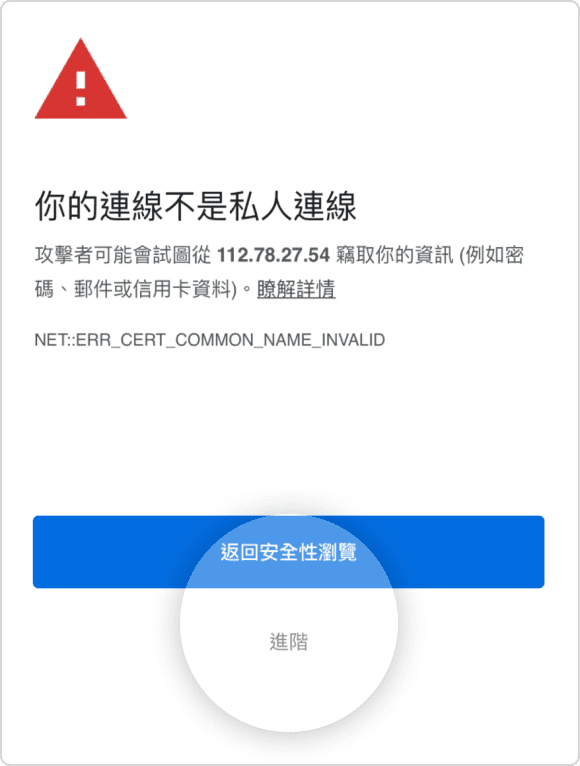 你的連線不是私人連線
攻擊者可能會試圖從 112.78.27.54 竊取你的資訊 (例如密
碼、郵件或信用卡資料)。瞭解詳情
NET::ERR_CERT_COMMON_NAME_INVALID
返回安全性瀏覽
進階